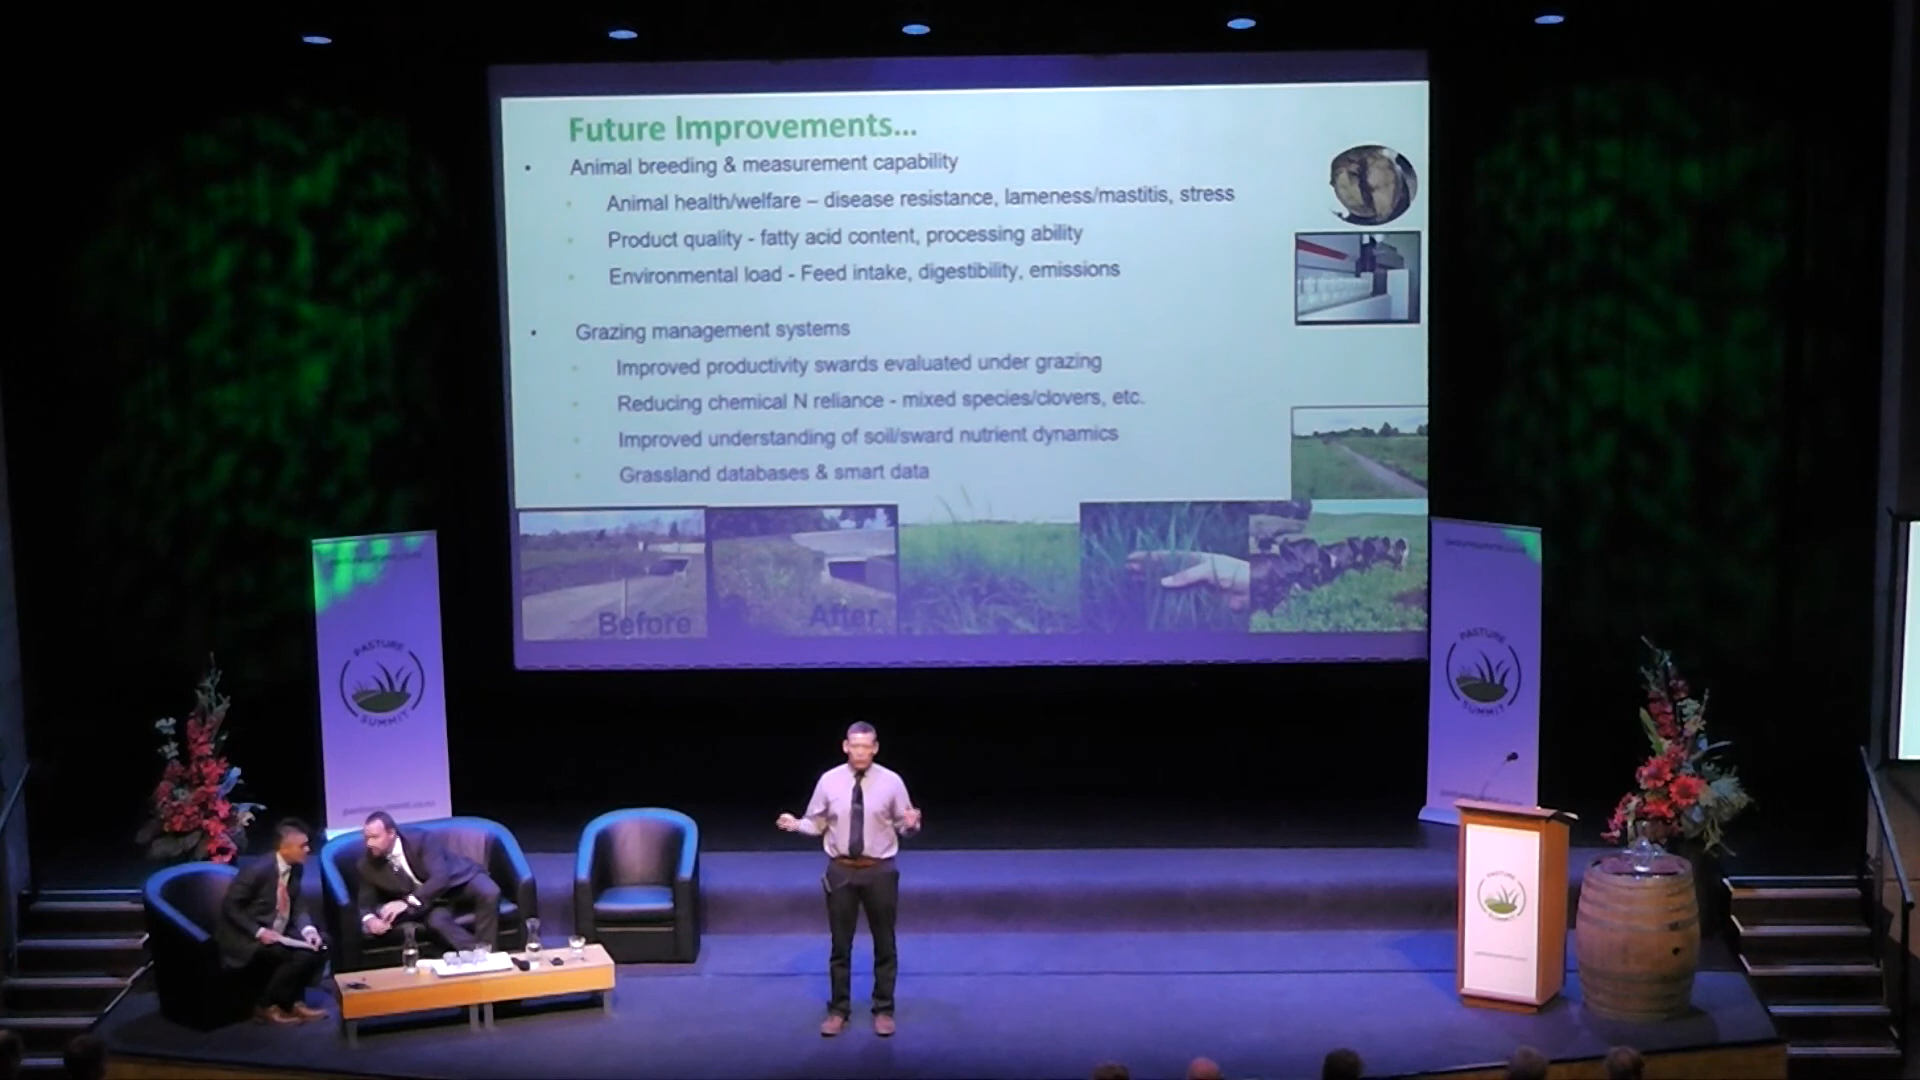 Future Improvements...
• Animal breeding & measurement capability
• Animal health/welfare – disease resistance, lameness/mastitis, stress
• Product quality - fatty acid content, processing ability
• Environmental load - Feed intake, digestibility, emissions
• Grazing management systems
• Improved productivity swards evaluated under grazing
• Reducing chemical N reliance - mixed species/clovers, etc.
• Improved understanding of soil/sward nutrient dynamics
• Grassland databases & smart data
Before
After
PASTURE
SUMMIT
PASTURE
SUMMIT
PASTURE
SUMMIT